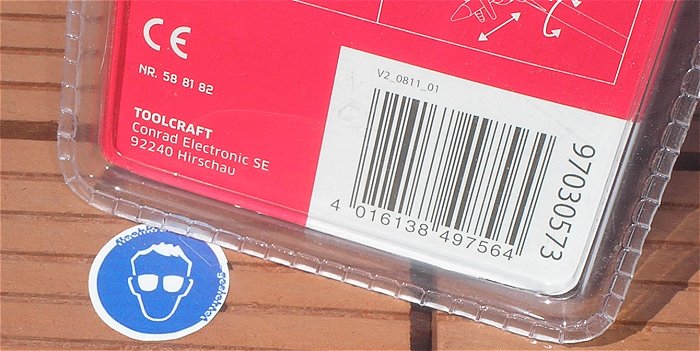 CE
NR. 58 81 82
TOOLCRAFT
Conrad Electronic SE
92240 Hirschau
V2_0811_01
4 016138 497564
97030573